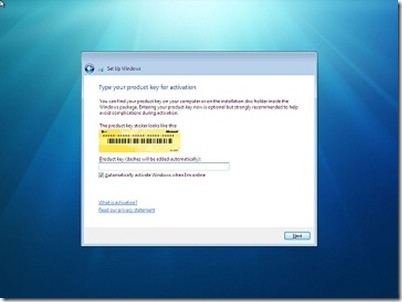 Set Up Windows
Type your product key for activation
You can find your product key on your computer or on the installation disc holder inside the
Windows package. Entering your product key now is optional but strongly recommended to help
avoid complications during activation.
The product key sticker looks like this:
Product key (dashes will be added automatically):
Automatically activate Windows when I'm online
What is activation?
Read our privacy statement
Next